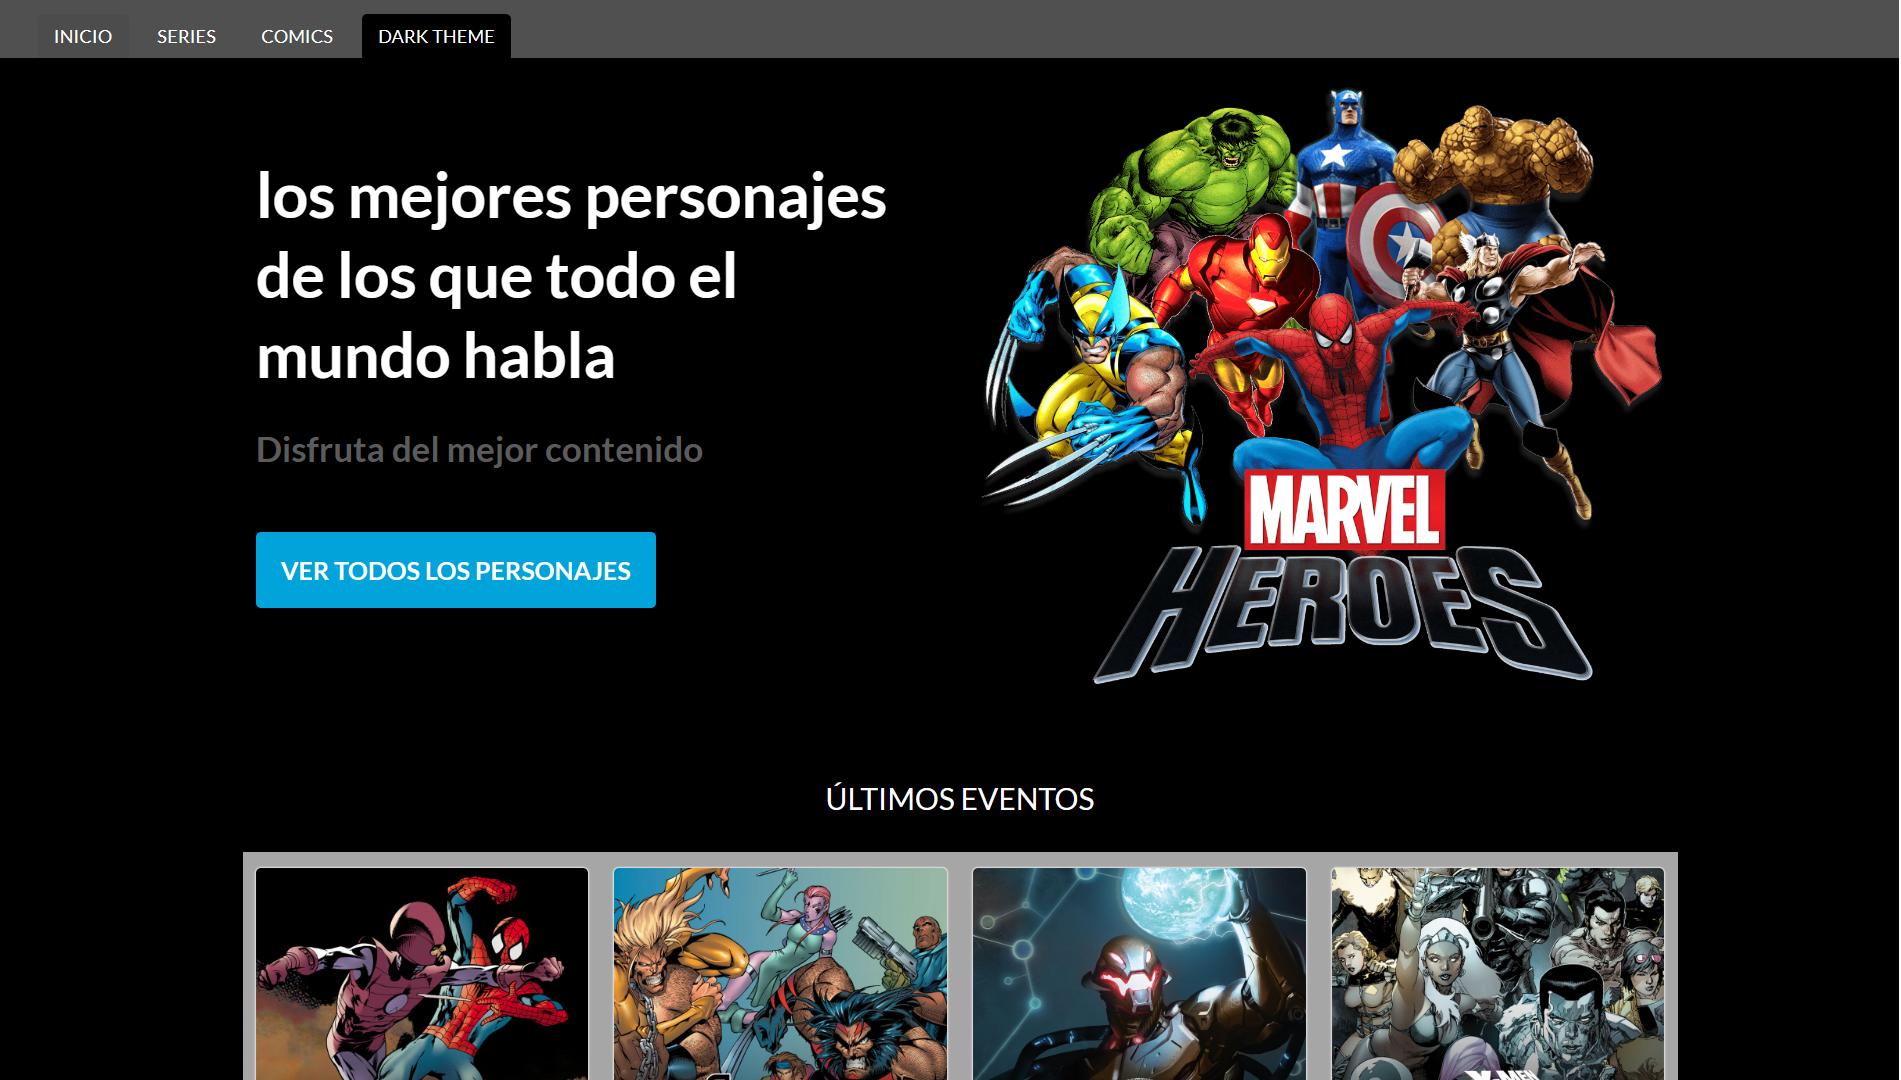 INICIO SERIES COMICS DARK THEME
los mejores personajes
de los que todo el
mundo habla
Disfruta del mejor contenido
VER TODOS LOS PERSONAJES
MARVEL
HEROES
ÚLTIMOS EVENTOS
X-MEN